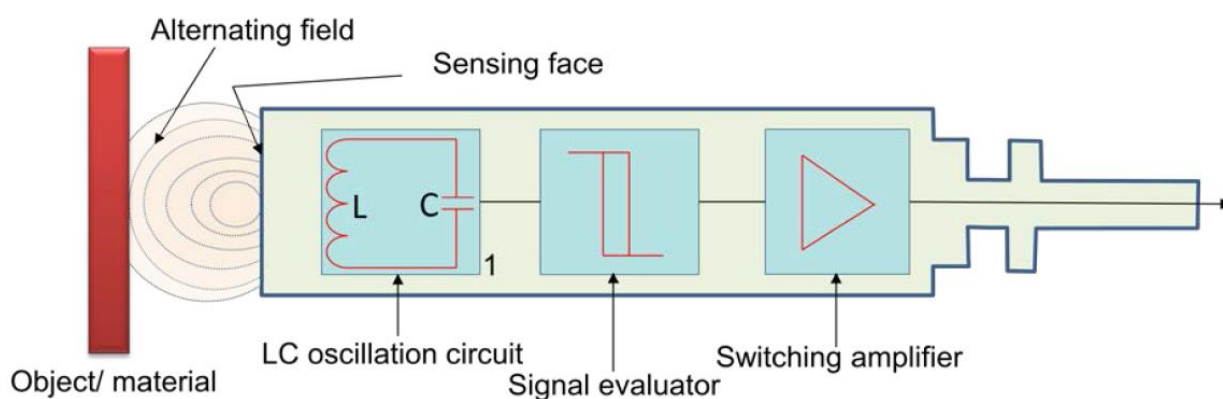 Alternating field
Sensing face
L
C
1
LC oscillation circuit
Switching amplifier
Object/ material
Signal evaluator